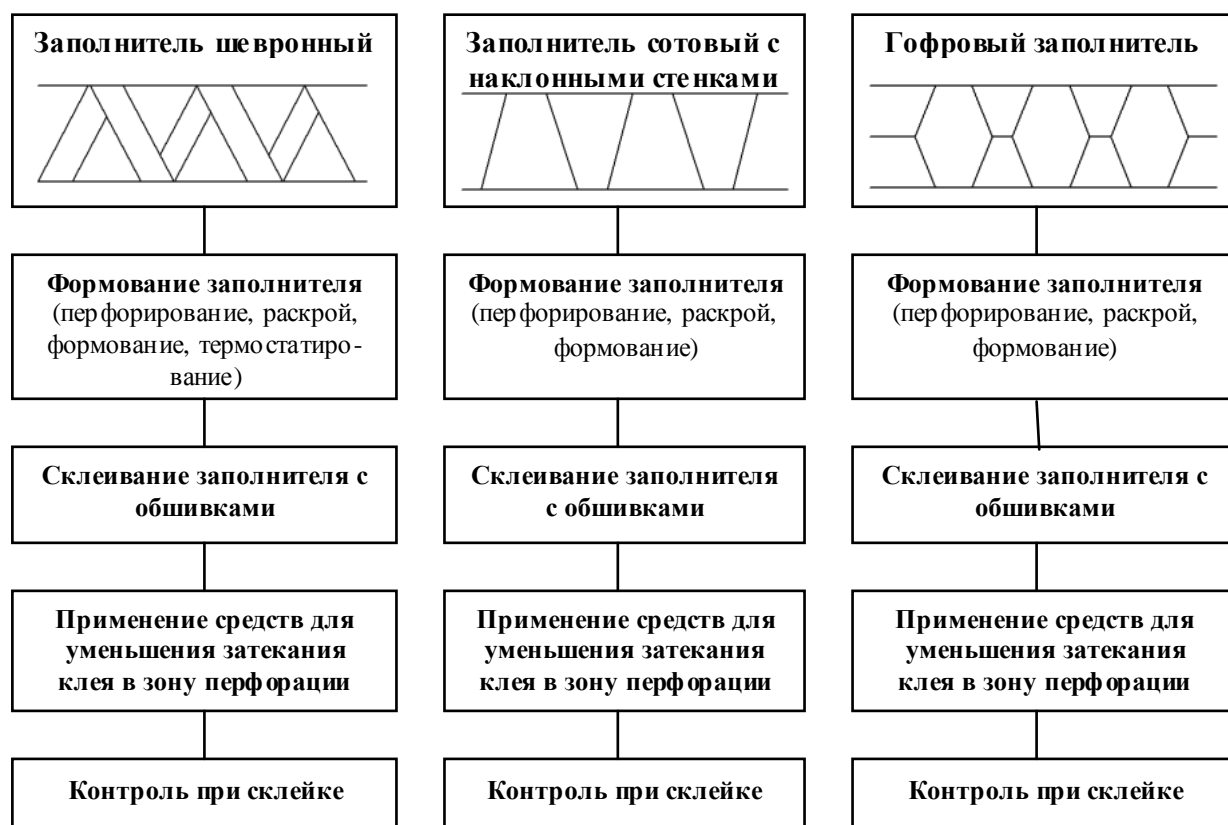 Заполнитель шевронный
Формование заполнителя
(перфорирование, раскрой,
формование, термостатиро-
вание)
Склеивание заполнителя с
обшивками
Применение средств для
уменьшения затекания
клея в зону перфорации
Контроль при склейке
Заполнитель сотовый с
наклонными стенками
Формование заполнителя
(перфорирование, раскрой,
формование)
Склеивание заполнителя
с обшивками
Применение средств для
уменьшения затекания
клея в зону перфорации
Контроль при склейке
Гофровый заполнитель
Формование заполнителя
(перфорирование, раскрой,
формование)
Склеивание заполнителя с
обшивками
Применение средств для
уменьшения затекания
клея в зону перфорации
Контроль при склейке